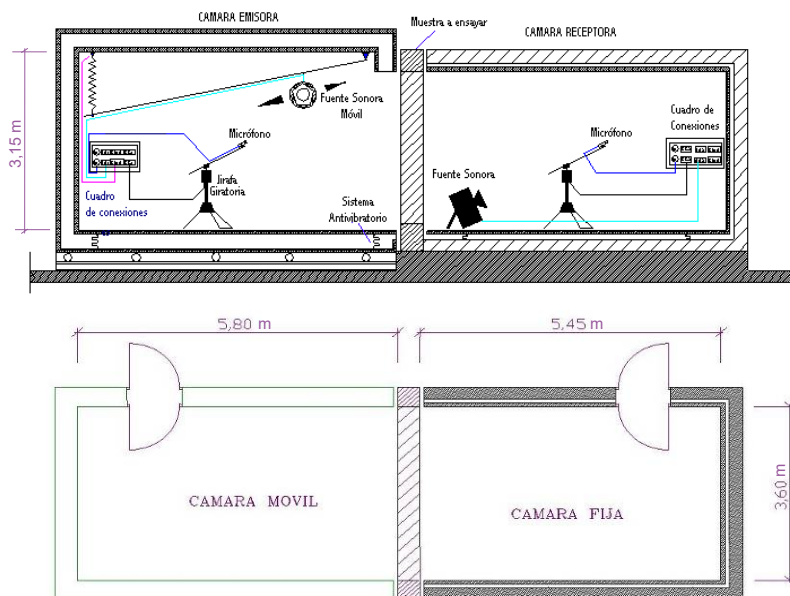 CAMARA EMISORA
Muestra a ensayar
CAMARA RECEPTORA
3,15 m
Fuente Sonora
Móvil
Micrófono
Jirafa
Giratoria
Cuadro
de conexiones
Sistema
Antivibratorio
Micrófono
Cuadro de
Conexiones
Fuente Sonora
5,80 m
5,45 m
CAMARA MOVIL
CAMARA FIJA
3,60 m